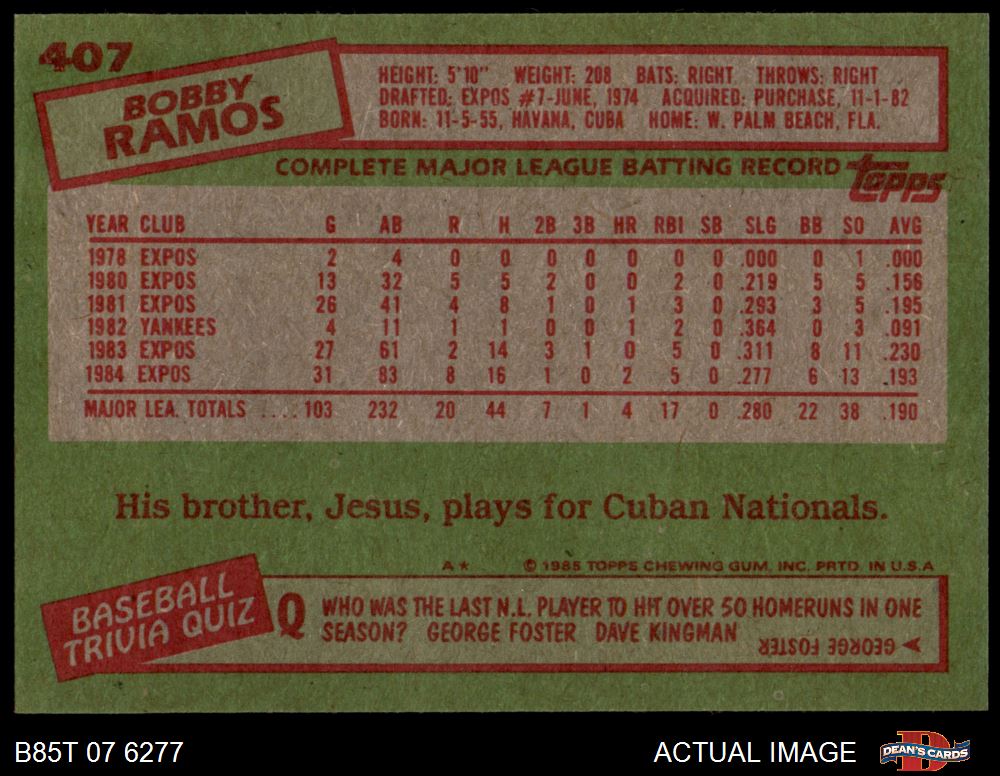 407
BOBBY
RAMOS
HEIGHT: 5'10" WEIGHT: 208 BATS: RIGHT THROWS: RIGHT
DRAFTED: EXPOS #7-JUNE, 1974 ACQUIRED: PURCHASE, 11-1-82
BORN: 11-5-55, HAVANA, CUBA HOME: W. PALM BEACH, FLA.
COMPLETE MAJOR LEAGUE BATTING RECORD topps
YEAR CLUB G AB R H 2B 3B HR RBI SB SLG BB SO AVG
1978 EXPOS 2 4 0 0 0 0 0 0 0 .000 0 1 .000
1980 EXPOS 13 32 5 5 2 0 0 2 0 .219 5 5 .156
1981 EXPOS 26 41 4 8 1 0 1 3 0 .293 3 5 .195
1982 YANKEES 4 11 1 1 0 0 1 2 0 .364 0 3 .091
1983 EXPOS 27 61 2 14 3 1 0 5 0 .311 8 11 .230
1984 EXPOS 31 83 8 16 1 0 2 5 0 .277 6 13 .193
MAJOR LEA. TOTALS ....103 232 20 44 7 1 4 17 0 .280 22 38 .190
His brother, Jesus, plays for Cuban Nationals.
A* © 1985 TOPPS CHEWING GUM, INC. PRTD. IN U.S.A
BASEBALL
TRIVIA QUIZ
Q WHO WAS THE LAST N.L. PLAYER TO HIT OVER 50 HOMERUNS IN ONE
SEASON? GEORGE FOSTER DAVE KINGMAN
GEORGE FOSTER
B85T 07 6277 ACTUAL IMAGE D DEAN'S CARDS